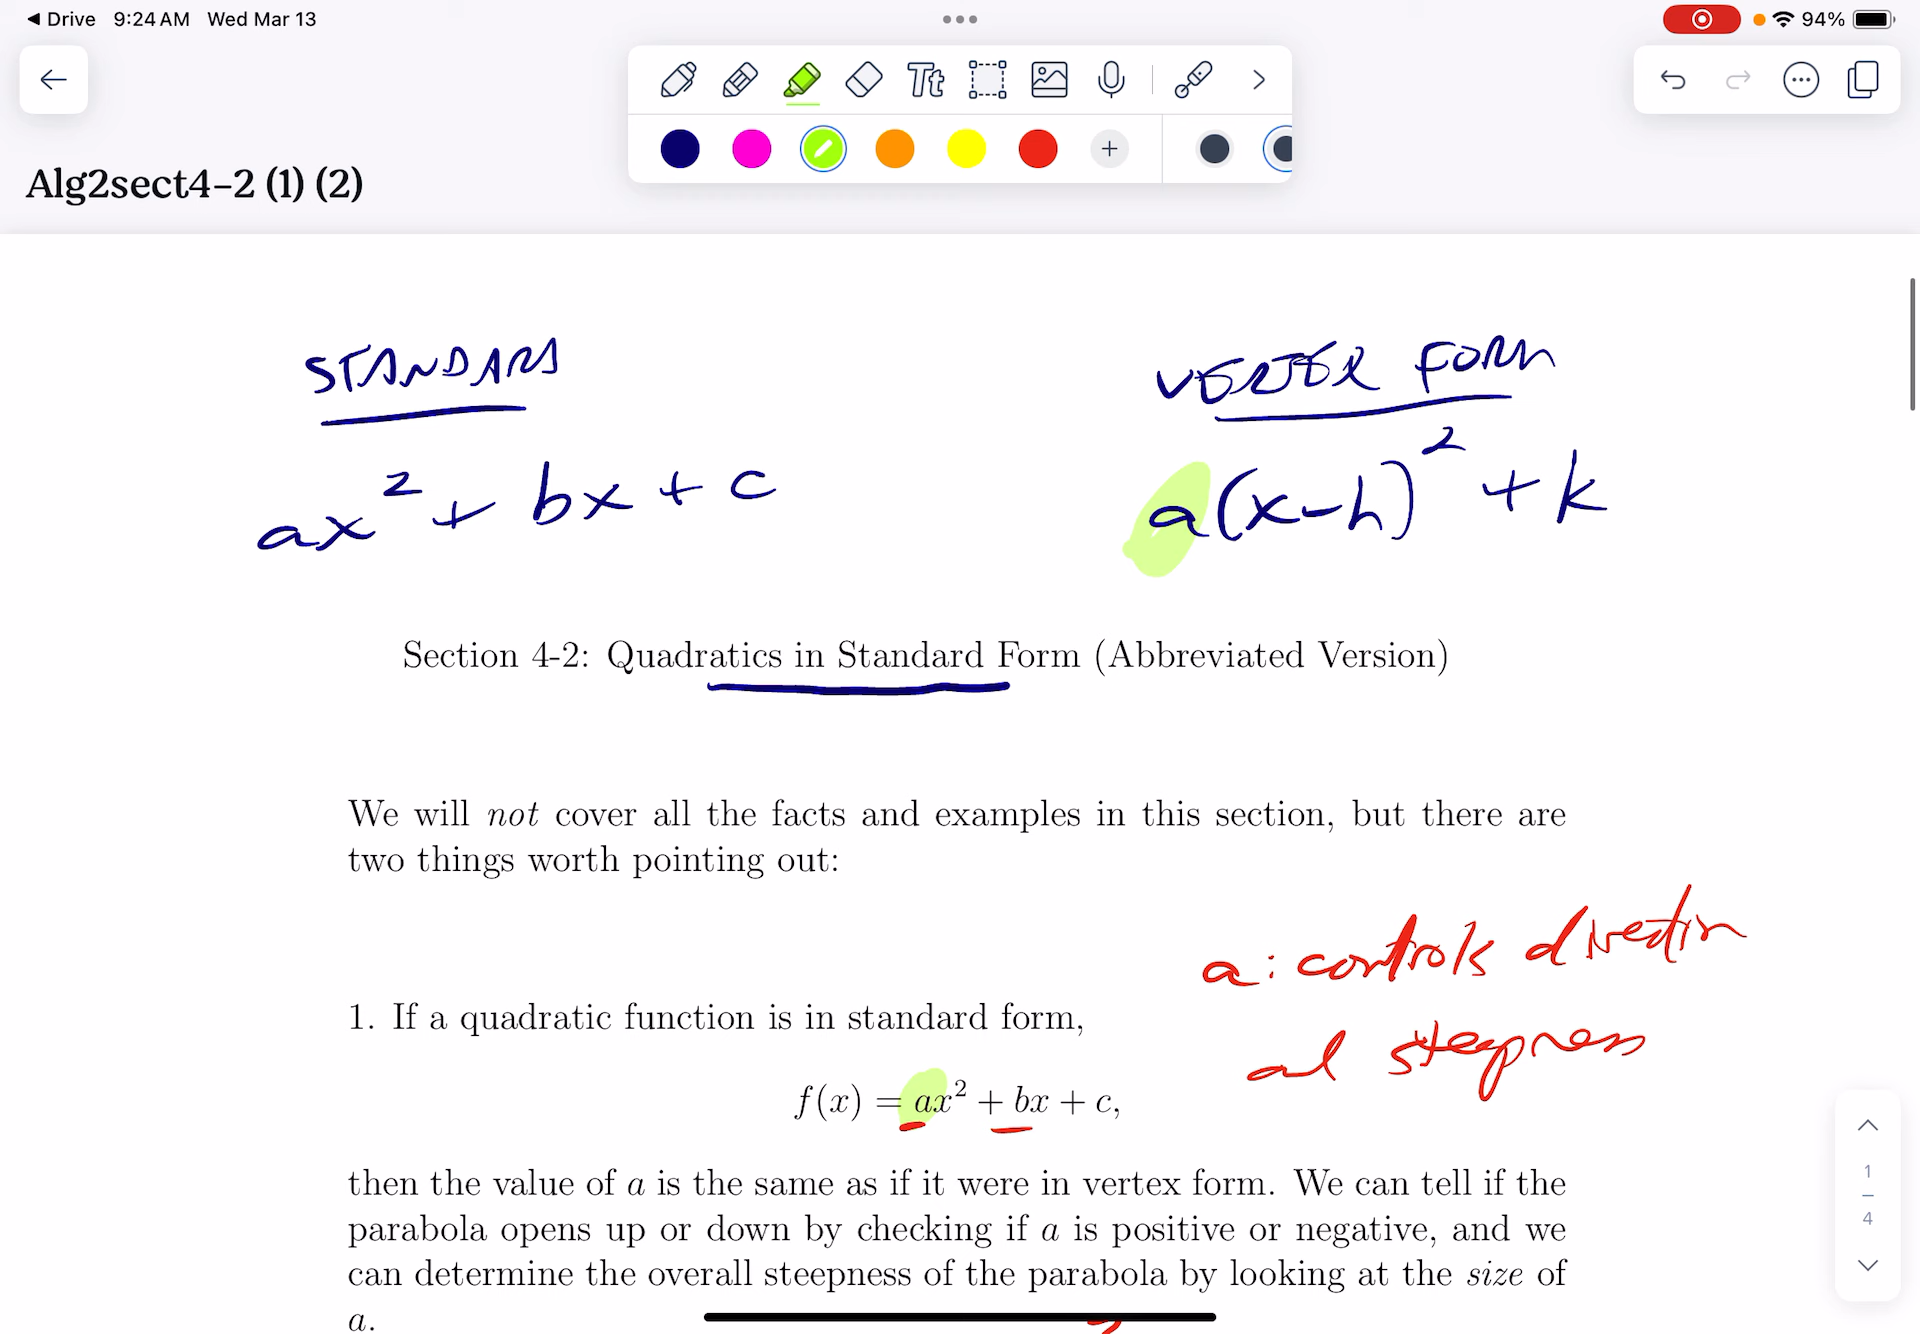 Drive 9:24 AM Wed Mar 13
94%
Tt
Alg2sect4-2 (1) (2)
STANDARD
VERTEX FORM
ax² + bx + c
a(x-h)² + k
Section 4-2: Quadratics in Standard Form (Abbreviated Version)
We will not cover all the facts and examples in this section, but there are
two things worth pointing out:
a: controls direction
and steepness
1. If a quadratic function is in standard form,
f(x) = ax² + bx + c,
then the value of a is the same as if it were in vertex form. We can tell if the
parabola opens up or down by checking if a is positive or negative, and we
can determine the overall steepness of the parabola by looking at the size of
a.
1
4